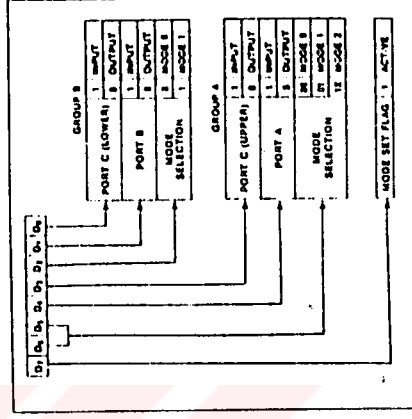 D7 D6 D5 D4 D3 D2 D1 D0
GROUP B
PORT C (LOWER)
1 INPUT
0 OUTPUT
PORT B
1 INPUT
0 OUTPUT
MODE SELECTION
0 MODE 0
1 MODE 1
GROUP A
PORT C (UPPER)
1 INPUT
0 OUTPUT
PORT A
1 INPUT
0 OUTPUT
MODE
SELECTION
00 MODE 0
01 MODE 1
1X MODE 2
MODE SET FLAG
1 ACTIVE